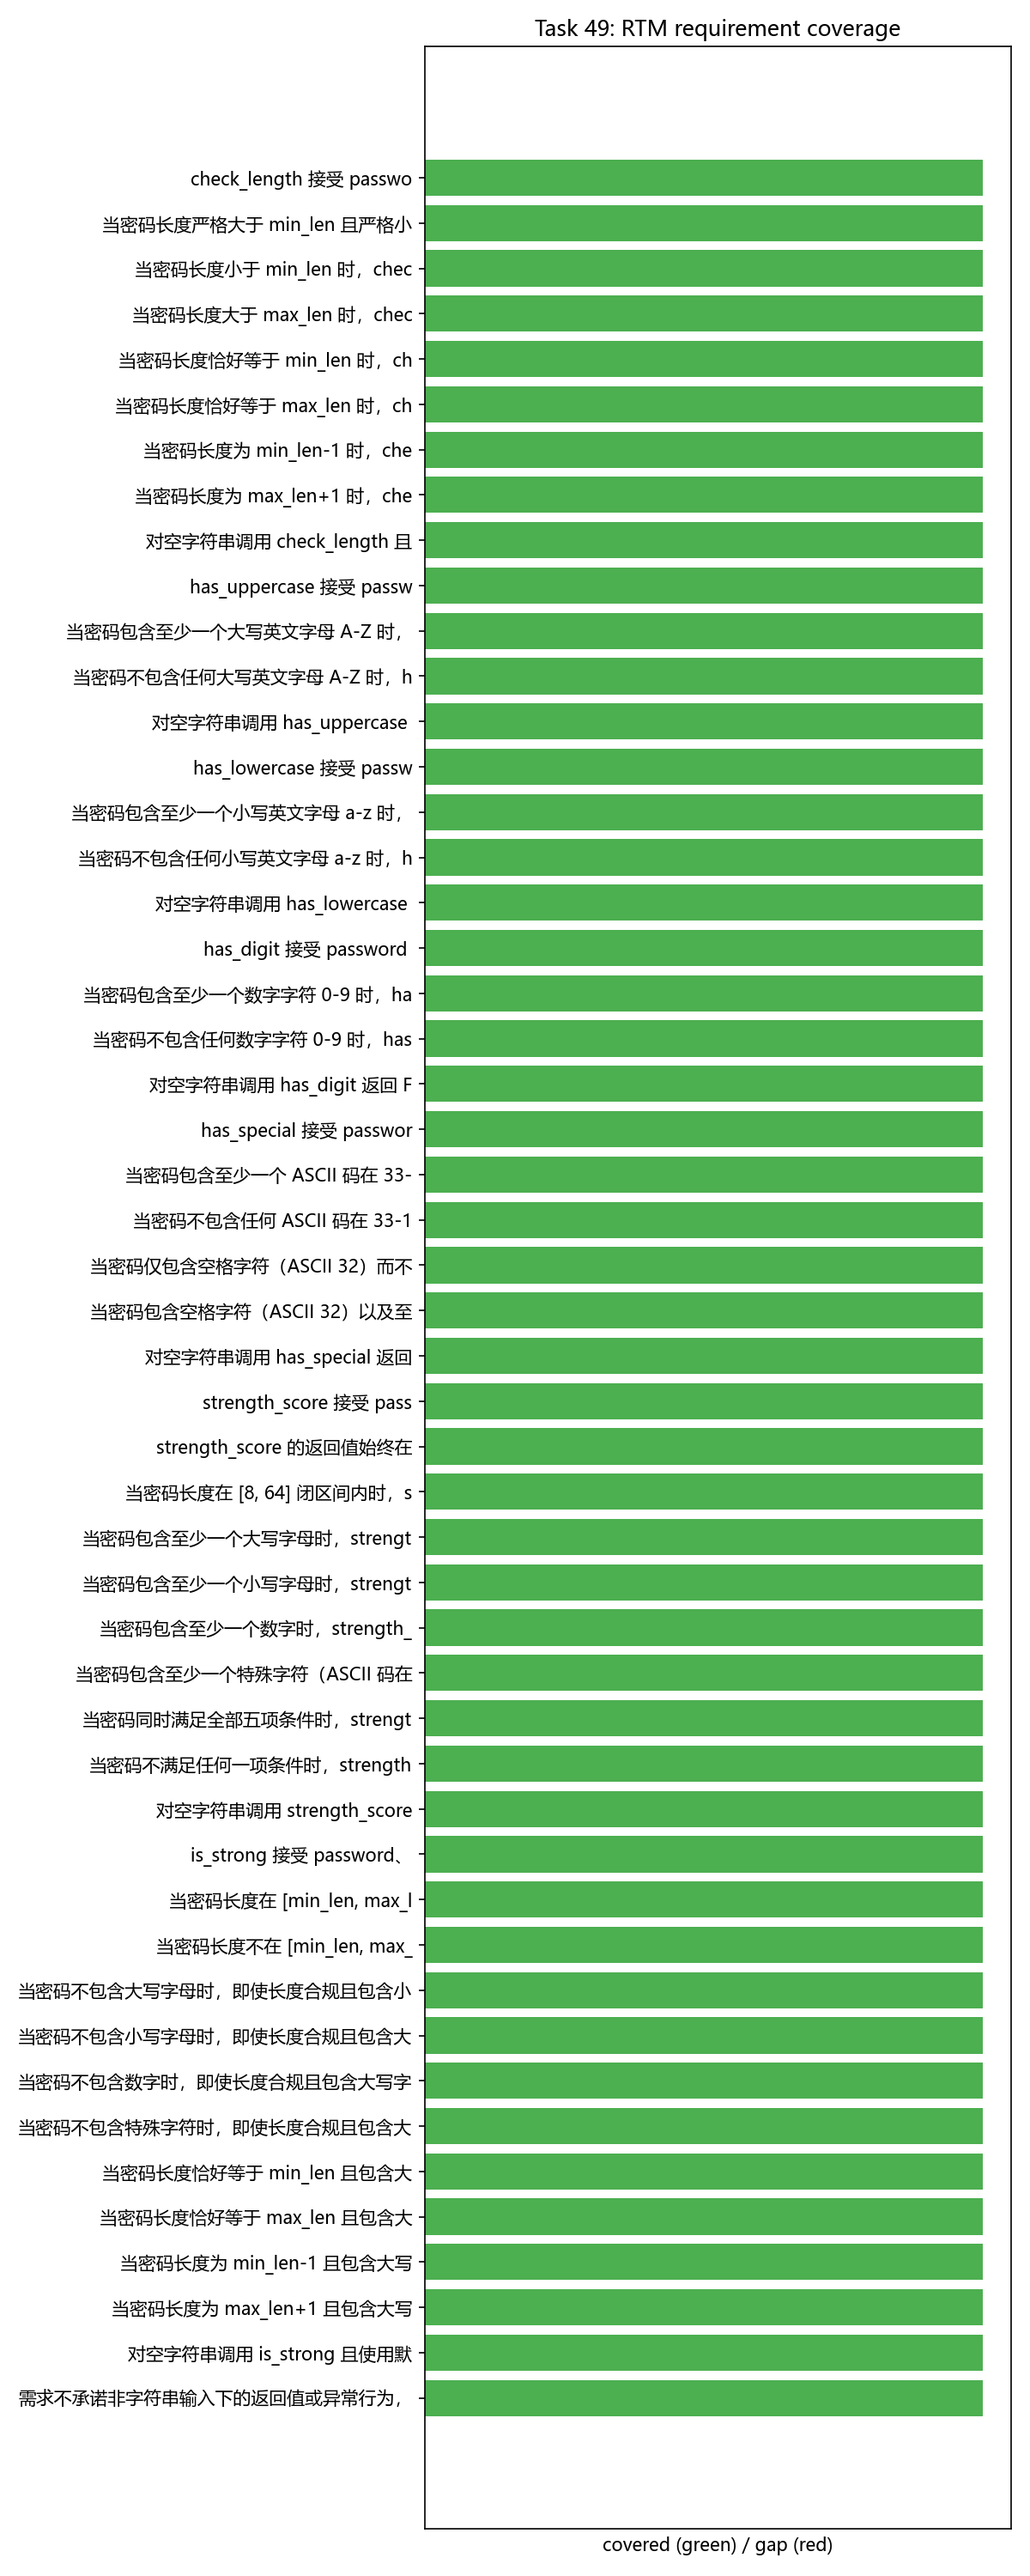 Task 49: RTM requirement coverage
check_length 接受 passwo
当密码长度严格大于 min_len 且严格小
当密码长度小于 min_len 时，chec
当密码长度大于 max_len 时，chec
当密码长度恰好等于 min_len 时，ch
当密码长度恰好等于 max_len 时，ch
当密码长度为 min_len-1 时，che
当密码长度为 max_len+1 时，che
对空字符串调用 check_length 且
has_uppercase 接受 passw
当密码包含至少一个大写英文字母 A-Z 时，
当密码不包含任何大写英文字母 A-Z 时，h
对空字符串调用 has_uppercase
has_lowercase 接受 passw
当密码包含至少一个小写英文字母 a-z 时，
当密码不包含任何小写英文字母 a-z 时，h
对空字符串调用 has_lowercase
has_digit 接受 password
当密码包含至少一个数字字符 0-9 时，ha
当密码不包含任何数字字符 0-9 时，has
对空字符串调用 has_digit 返回 F
has_special 接受 passwor
当密码包含至少一个 ASCII 码在 33-
当密码不包含任何 ASCII 码在 33-1
当密码仅包含空格字符（ASCII 32）而不
当密码包含空格字符（ASCII 32）以及至
对空字符串调用 has_special 返回
strength_score 接受 pass
strength_score 的返回值始终在
当密码长度在 [8, 64] 闭区间内时，s
当密码包含至少一个大写字母时，strengt
当密码包含至少一个小写字母时，strengt
当密码包含至少一个数字时，strength_
当密码包含至少一个特殊字符（ASCII 码在
当密码同时满足全部五项条件时，strengt
当密码不满足任何一项条件时，strength
对空字符串调用 strength_score
is_strong 接受 password、
当密码长度在 [min_len, max_l
当密码长度不在 [min_len, max_
当密码不包含大写字母时，即使长度合规且包含小
当密码不包含小写字母时，即使长度合规且包含大
当密码不包含数字时，即使长度合规且包含大写字
当密码不包含特殊字符时，即使长度合规且包含大
当密码长度恰好等于 min_len 且包含大
当密码长度恰好等于 max_len 且包含大
当密码长度为 min_len-1 且包含大写
当密码长度为 max_len+1 且包含大写
对空字符串调用 is_strong 且使用默
需求不承诺非字符串输入下的返回值或异常行为，
covered (green) / gap (red)